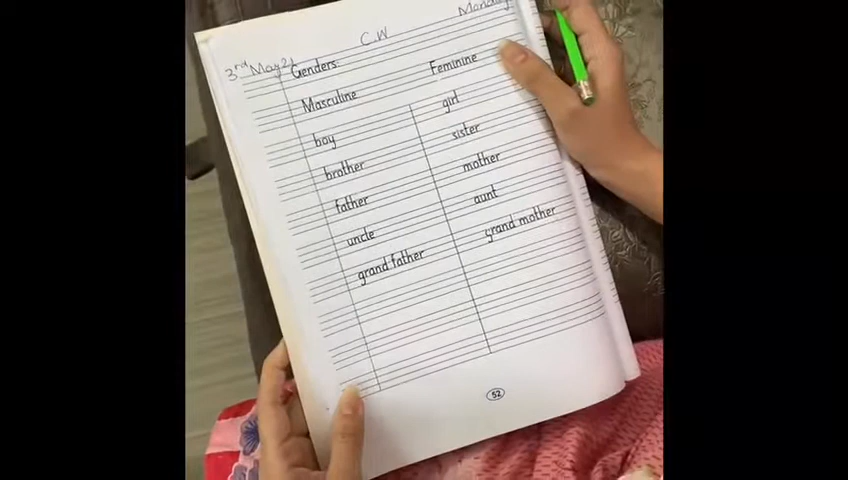 C.W Monday
3rd May 21 Genders:
Masculine Feminine
boy girl
brother sister
father mother
uncle aunt
grand father grand mother
52